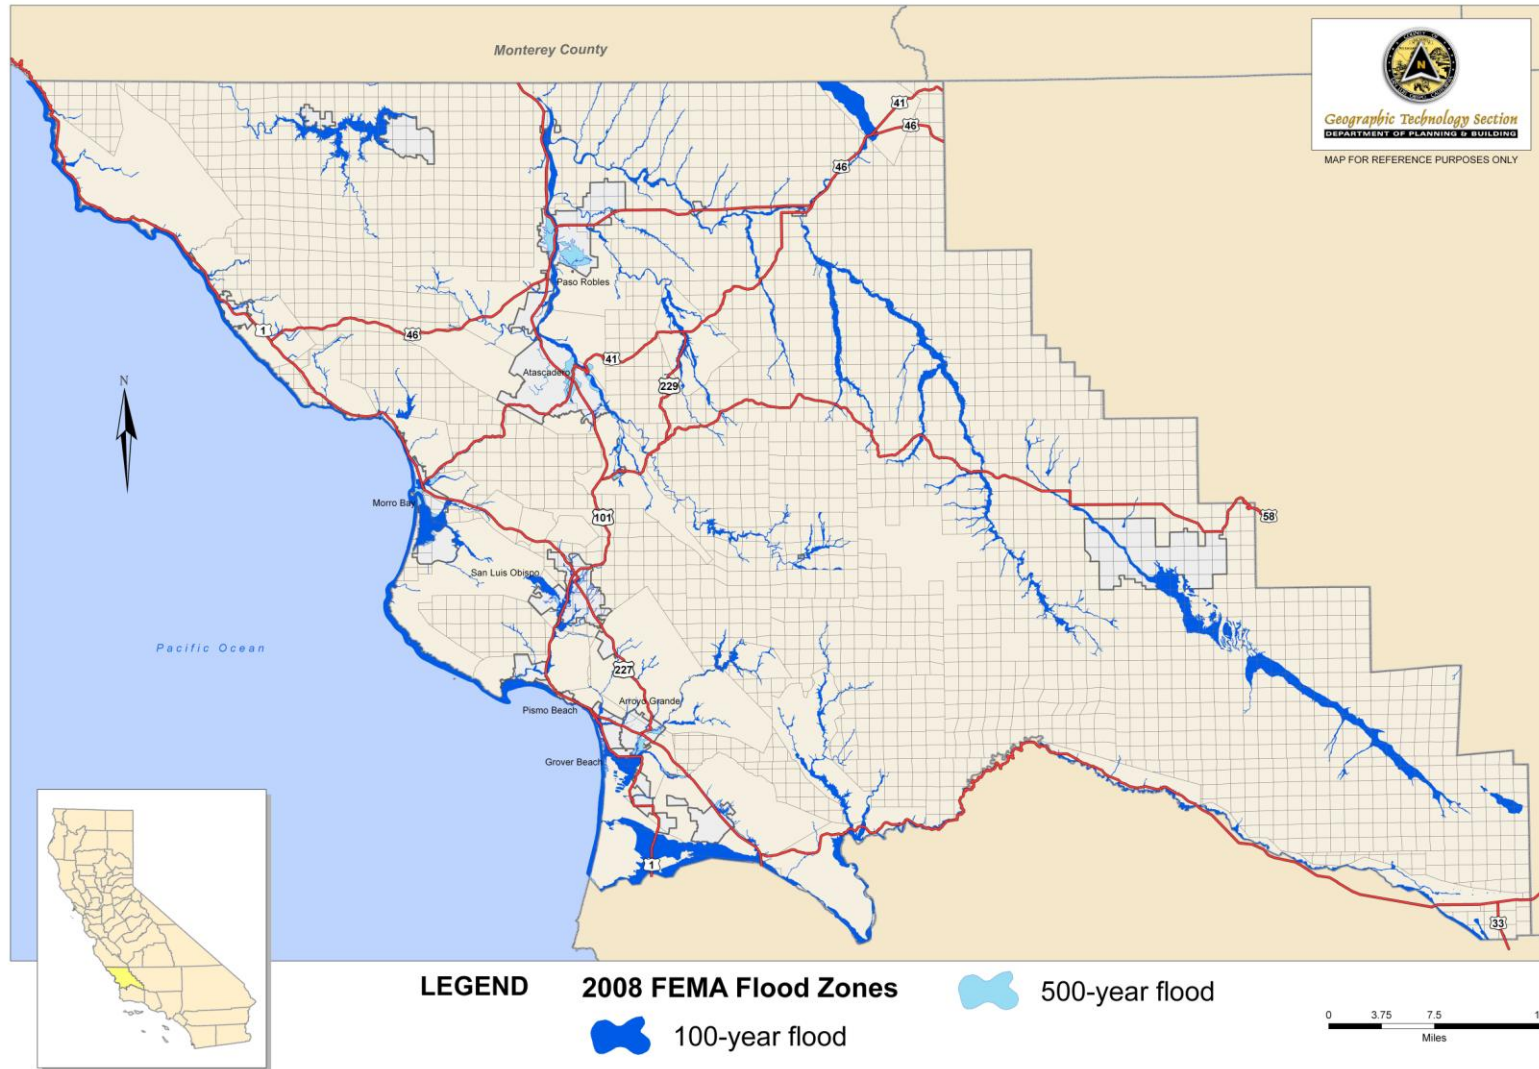 Monterey County
N
Geographic Technology Section
DEPARTMENT OF PLANNING & BUILDING
MAP FOR REFERENCE PURPOSES ONLY
41
46
46
Paso Robles
1
46
41
Atascadero
229
N
Morro Bay
101
58
San Luis Obispo
Pacific Ocean
227
Arroyo Grande
Pismo Beach
Grover Beach
1
33
LEGEND
2008 FEMA Flood Zones
500-year flood
100-year flood
0 3.75 7.5 1
Miles